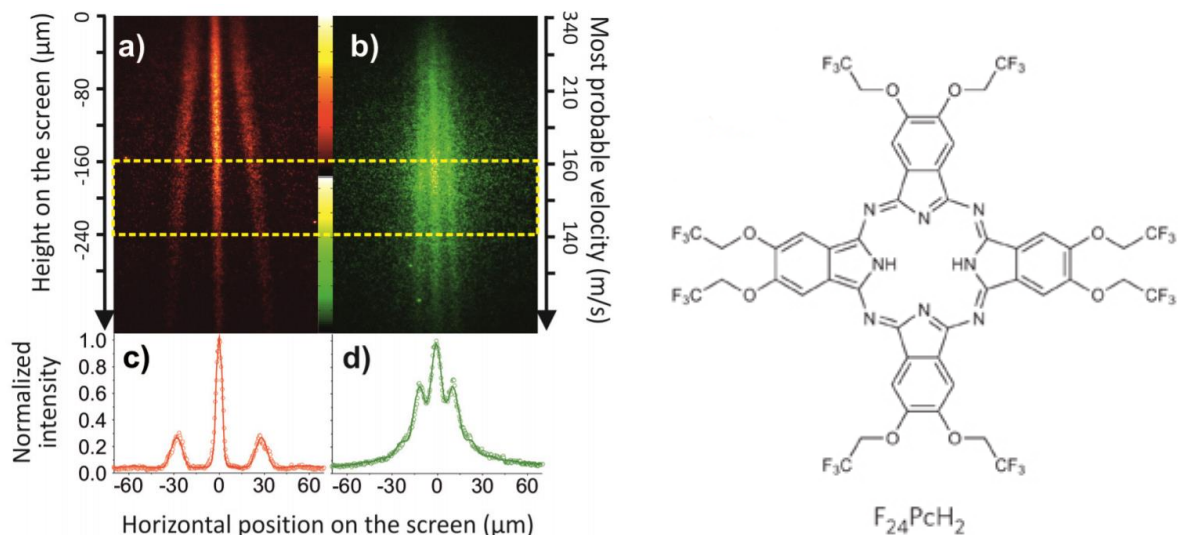 a)
b)
Height on the screen (µm)
0
-80
-160
-240
340
210
160
140
Most probable velocity (m/s)
c)
d)
Normalized
intensity
1.0
0.8
0.6
0.4
0.2
0.0
-60 -30 0 30 60
-60 -30 0 30 60
Horizontal position on the screen (µm)
F₃C CF₃
O O
N N N
F₃C O N O CF₃
F₃C O NH HN O CF₃
N N N
O O
F₃C CF₃
F₂₄PcH₂